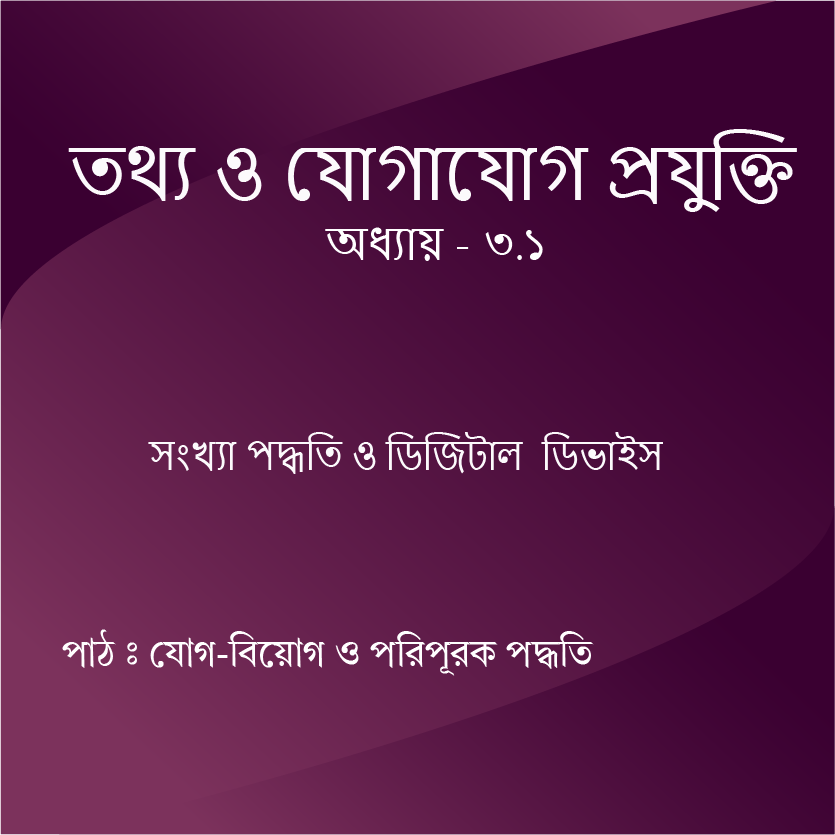 তথ্য ও যোগাযোগ প্রযুক্তি
অধ্যায় - ৩.১
সংখ্যা পদ্ধতি ও ডিজিটাল ডিভাইস
পাঠ ঃ যোগ-বিয়োগ ও পরিপূরক পদ্ধতি